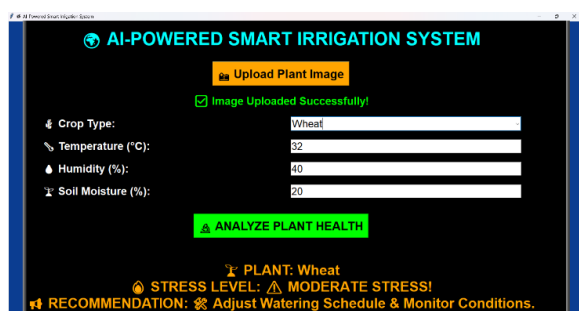 AI Powered Smart Irrigation System
AI-POWERED SMART IRRIGATION SYSTEM
Upload Plant Image
Image Uploaded Successfully!
Crop Type: Wheat
Temperature (°C): 32
Humidity (%): 40
Soil Moisture (%): 20
ANALYZE PLANT HEALTH
PLANT: Wheat
STRESS LEVEL: ⚠ MODERATE STRESS!
RECOMMENDATION: 🛠 Adjust Watering Schedule & Monitor Conditions.